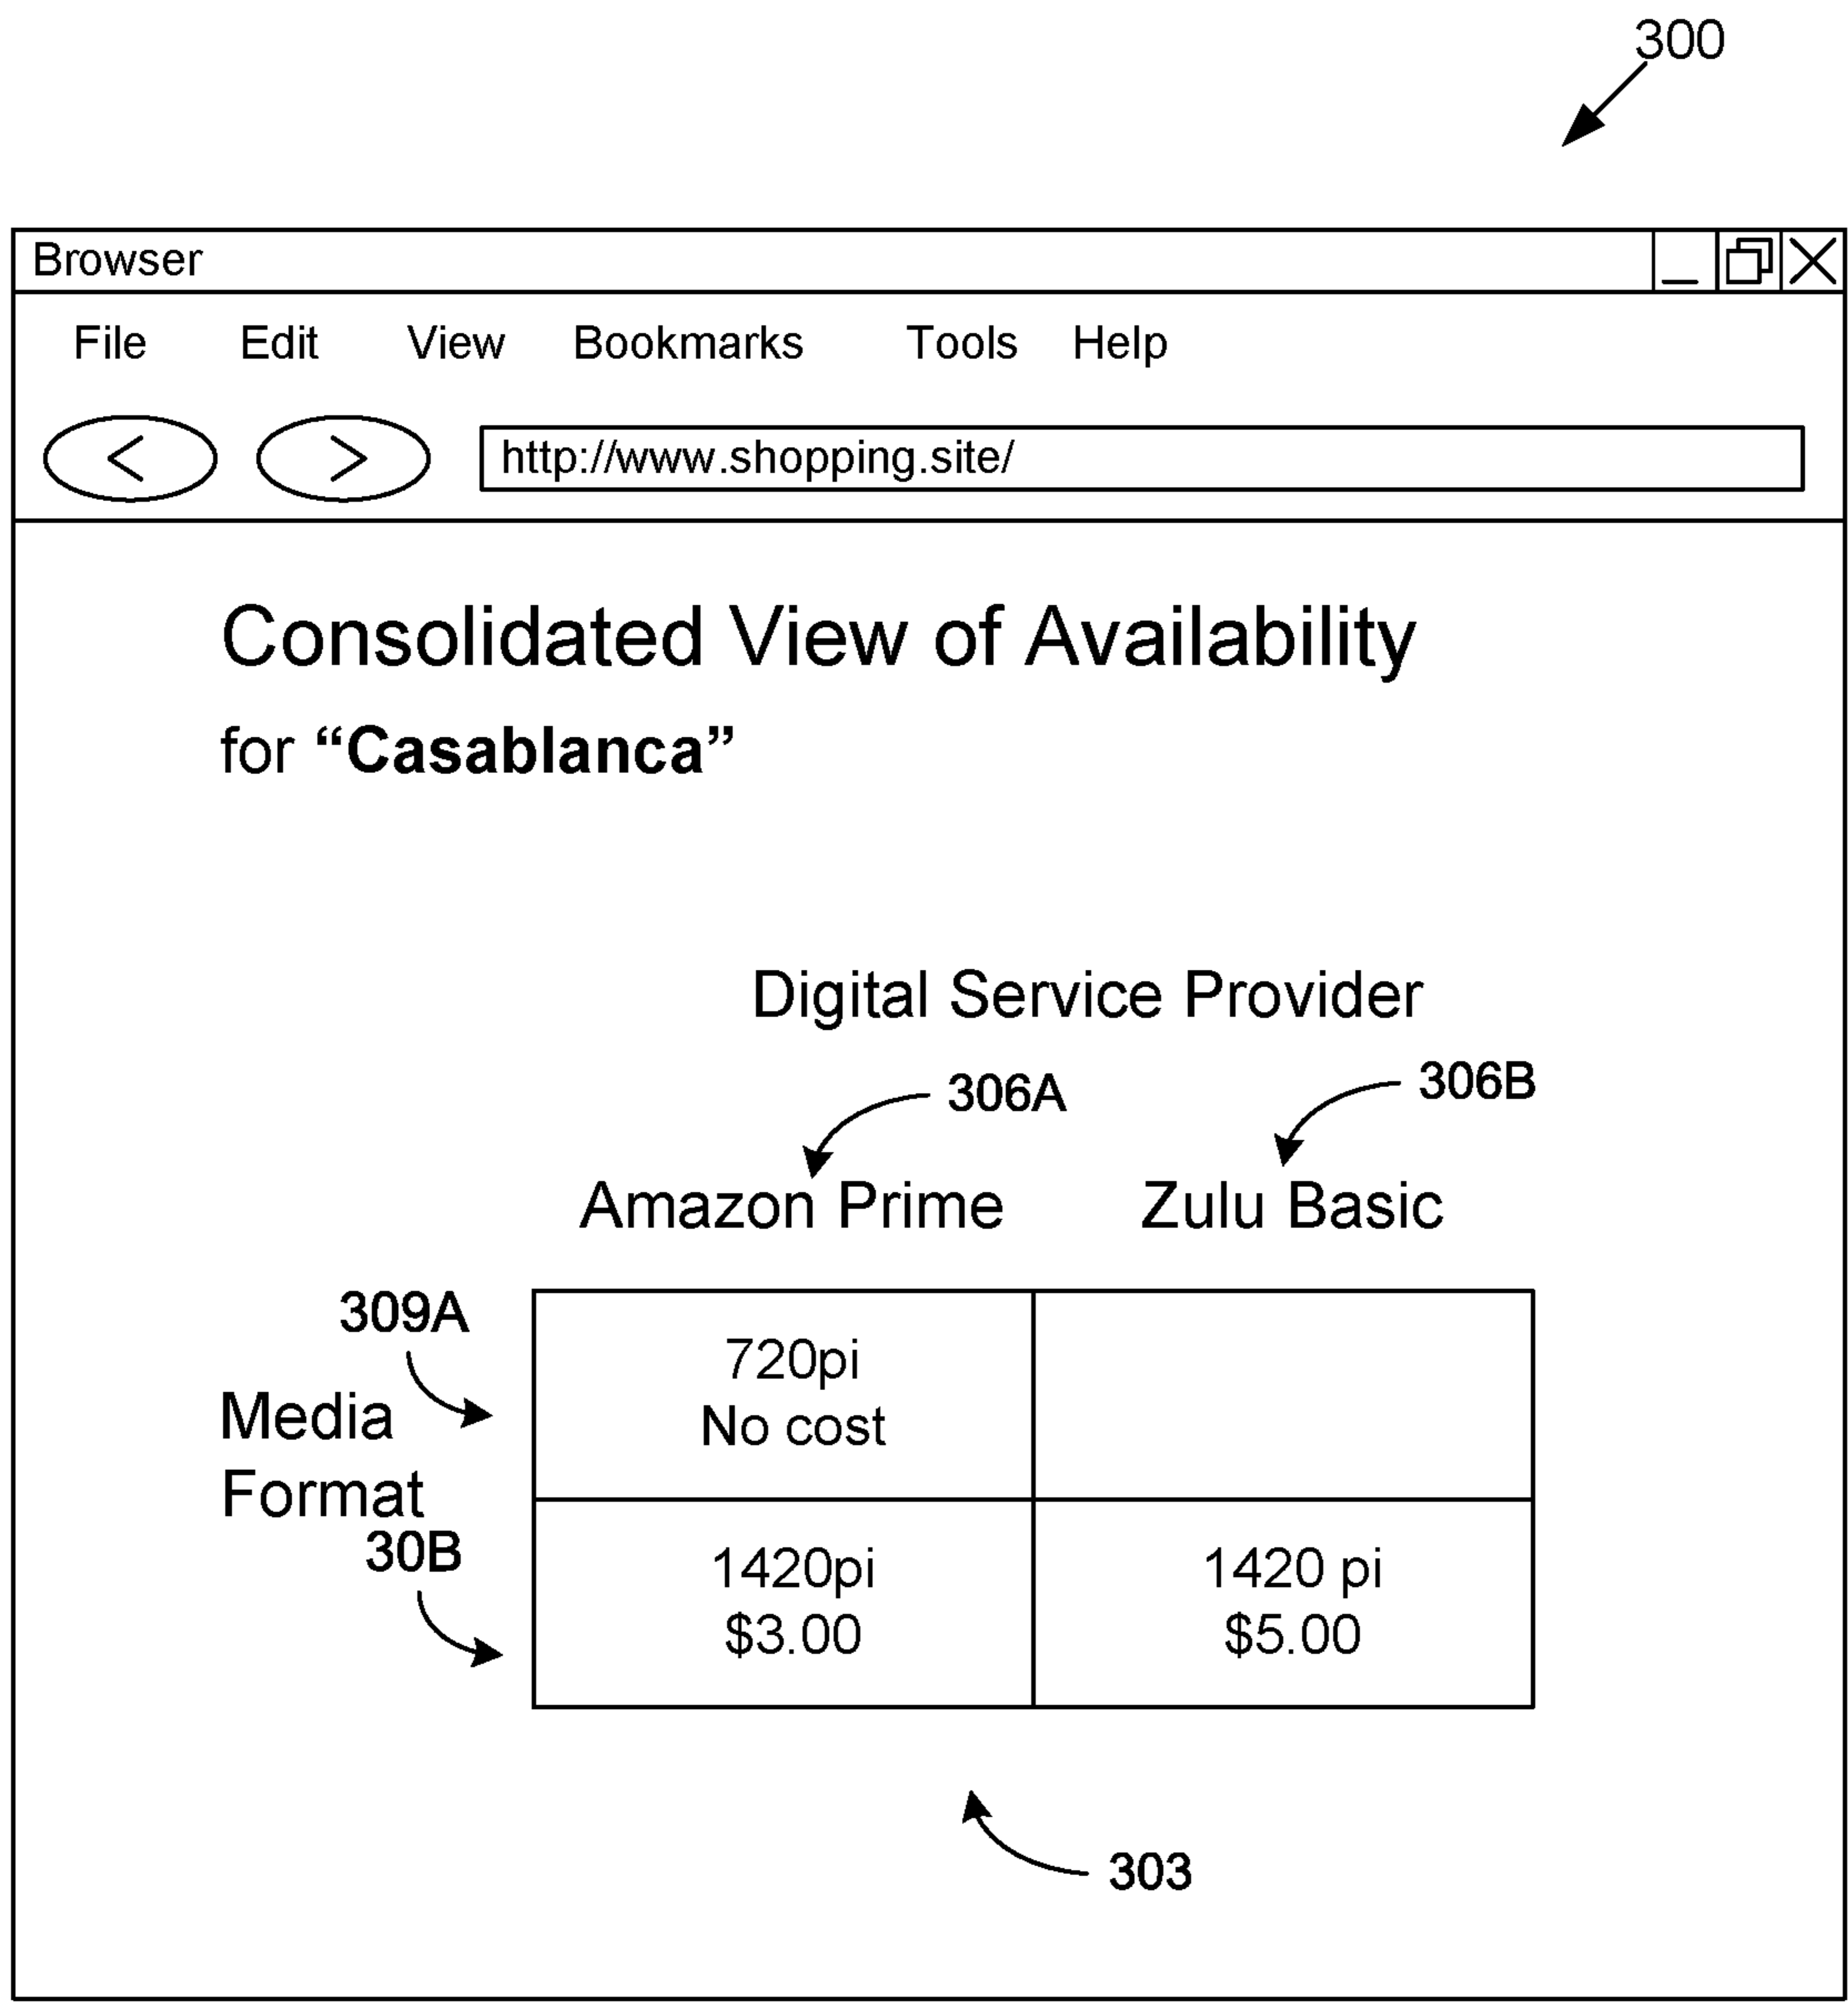 300
Browser
File Edit View Bookmarks Tools Help
http://www.shopping.site/
Consolidated View of Availability
for “Casablanca”
Digital Service Provider
306A 306B
Amazon Prime Zulu Basic
309A
Media
Format
30B
720pi
No cost
1420pi 1420 pi
$3.00 $5.00
303